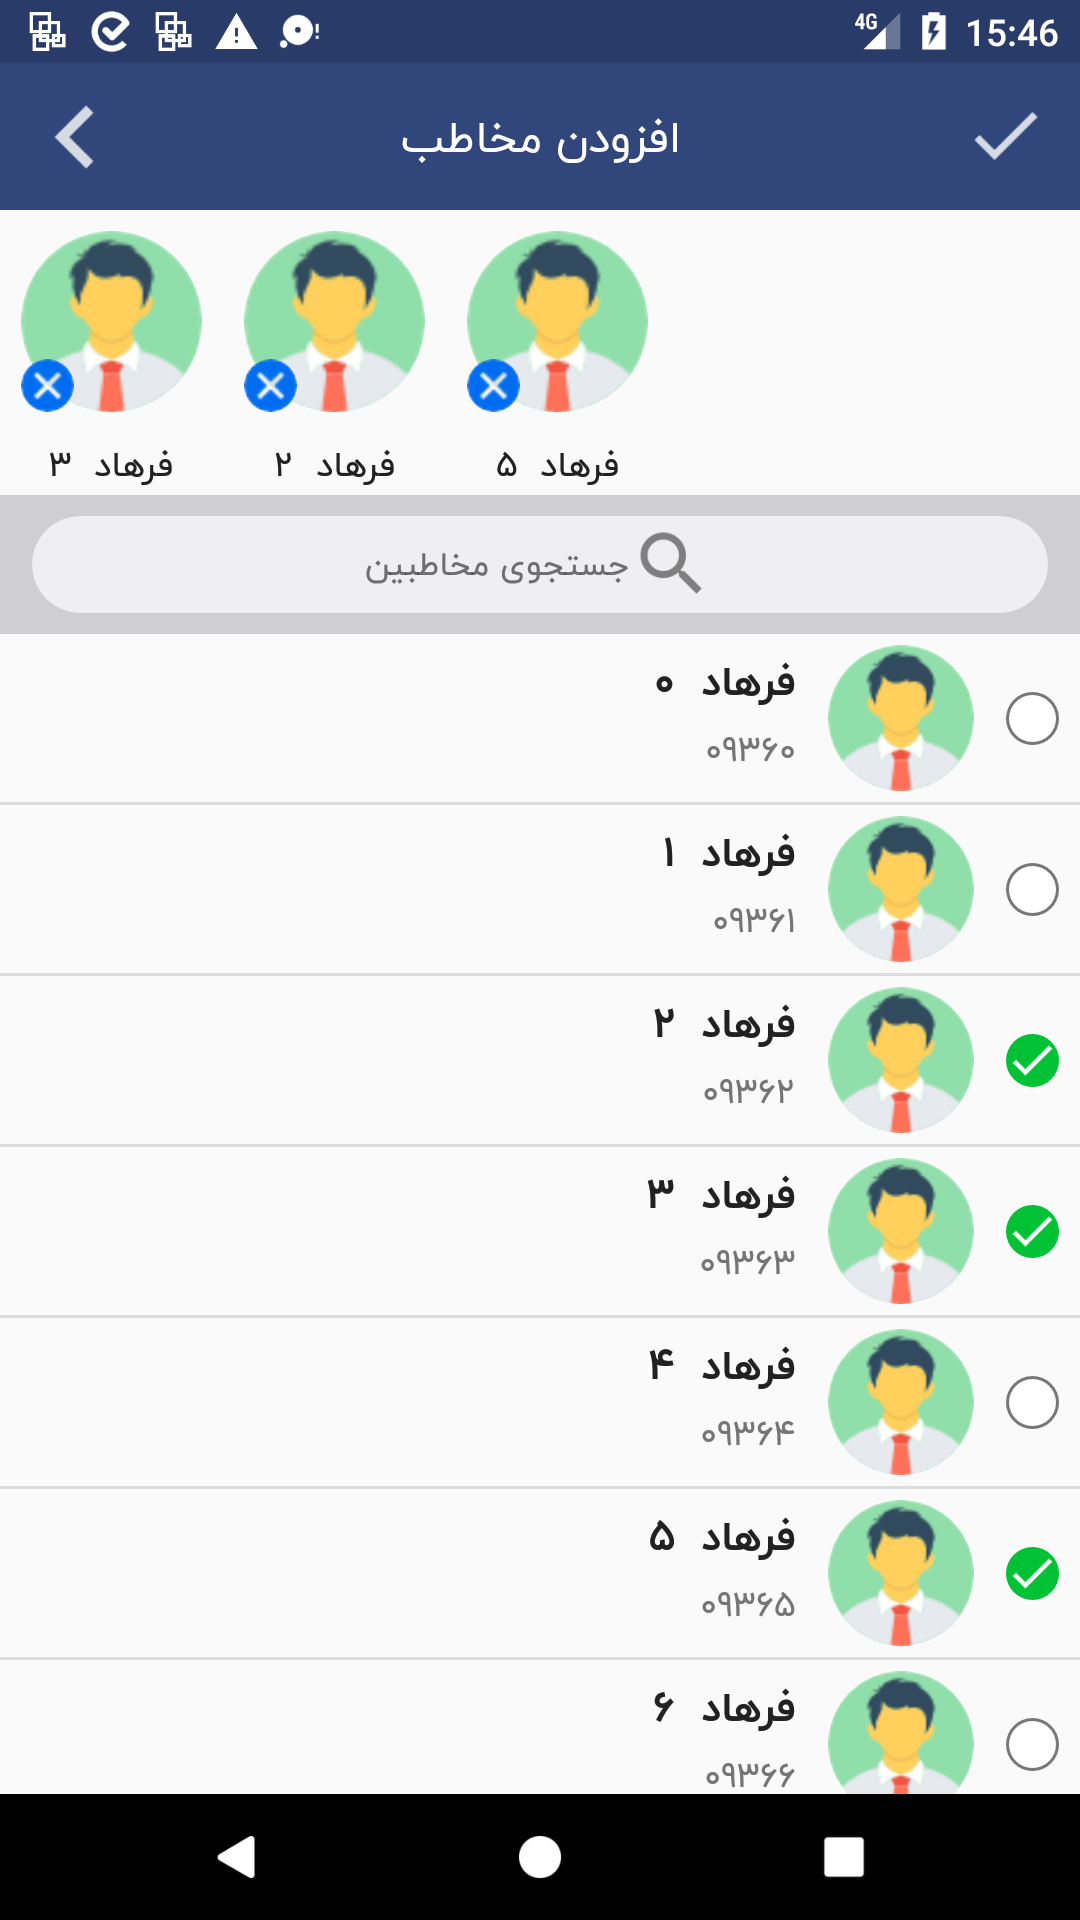 4G 15:46
افزودن مخاطب
فرهاد ۳
فرهاد ۲
فرهاد ۵
جستجوی مخاطبین
فرهاد ۰
۰۹۳۶۰
فرهاد ۱
۰۹۳۶۱
فرهاد ۲
۰۹۳۶۲
فرهاد ۳
۰۹۳۶۳
فرهاد ۴
۰۹۳۶۴
فرهاد ۵
۰۹۳۶۵
فرهاد ۶
۰۹۳۶۶